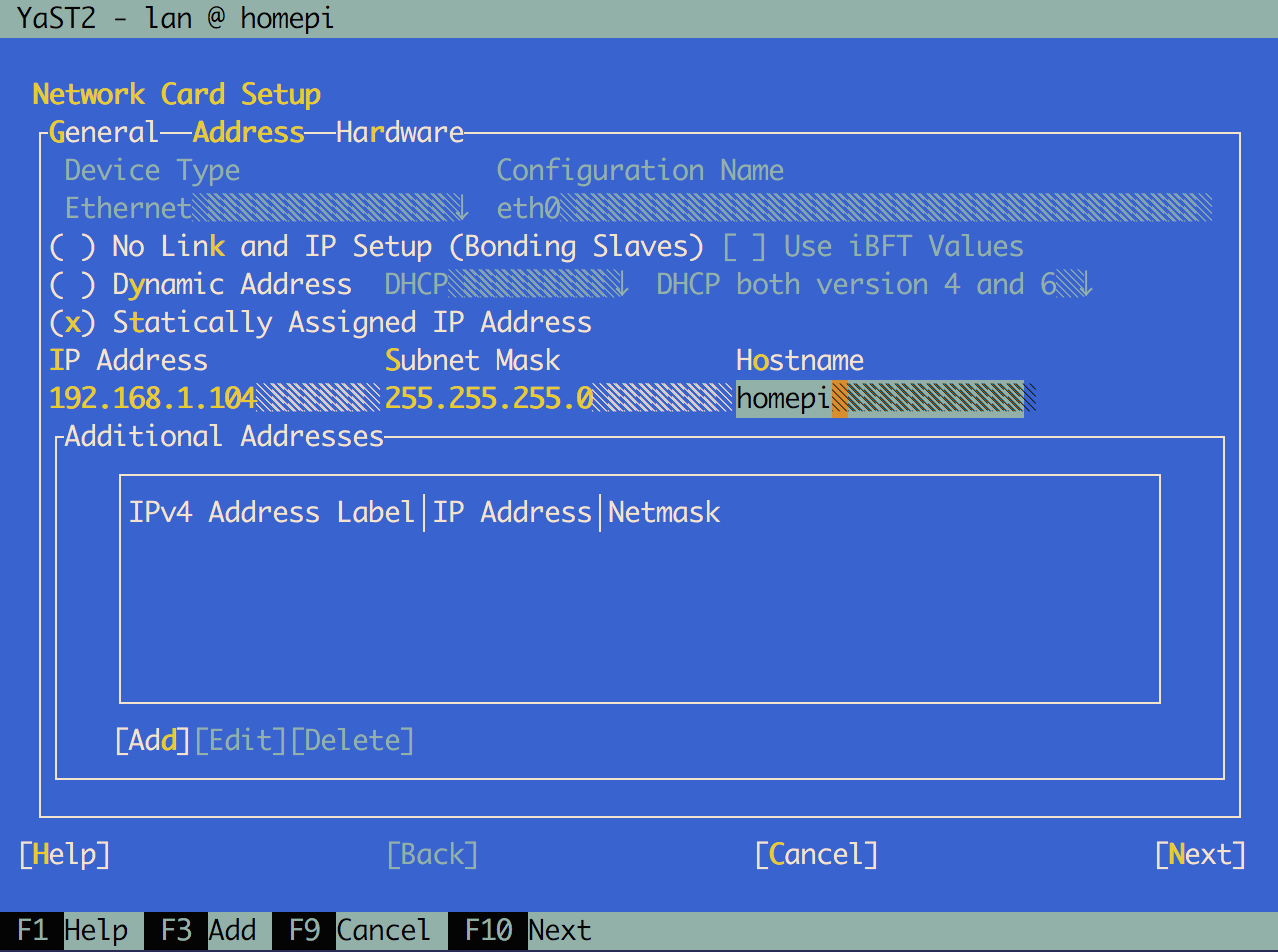 YaST2 - lan @ homepi
Network Card Setup
General Address Hardware
Device Type Configuration Name
Ethernet↓ eth0
( ) No Link and IP Setup (Bonding Slaves) [ ] Use iBFT Values
( ) Dynamic Address DHCP↓ DHCP both version 4 and 6↓
(x) Statically Assigned IP Address
IP Address Subnet Mask Hostname
192.168.1.104 255.255.255.0 homepi
Additional Addresses
IPv4 Address Label|IP Address|Netmask
[Add][Edit][Delete]
[Help] [Back] [Cancel] [Next]
F1 Help F3 Add F9 Cancel F10 Next